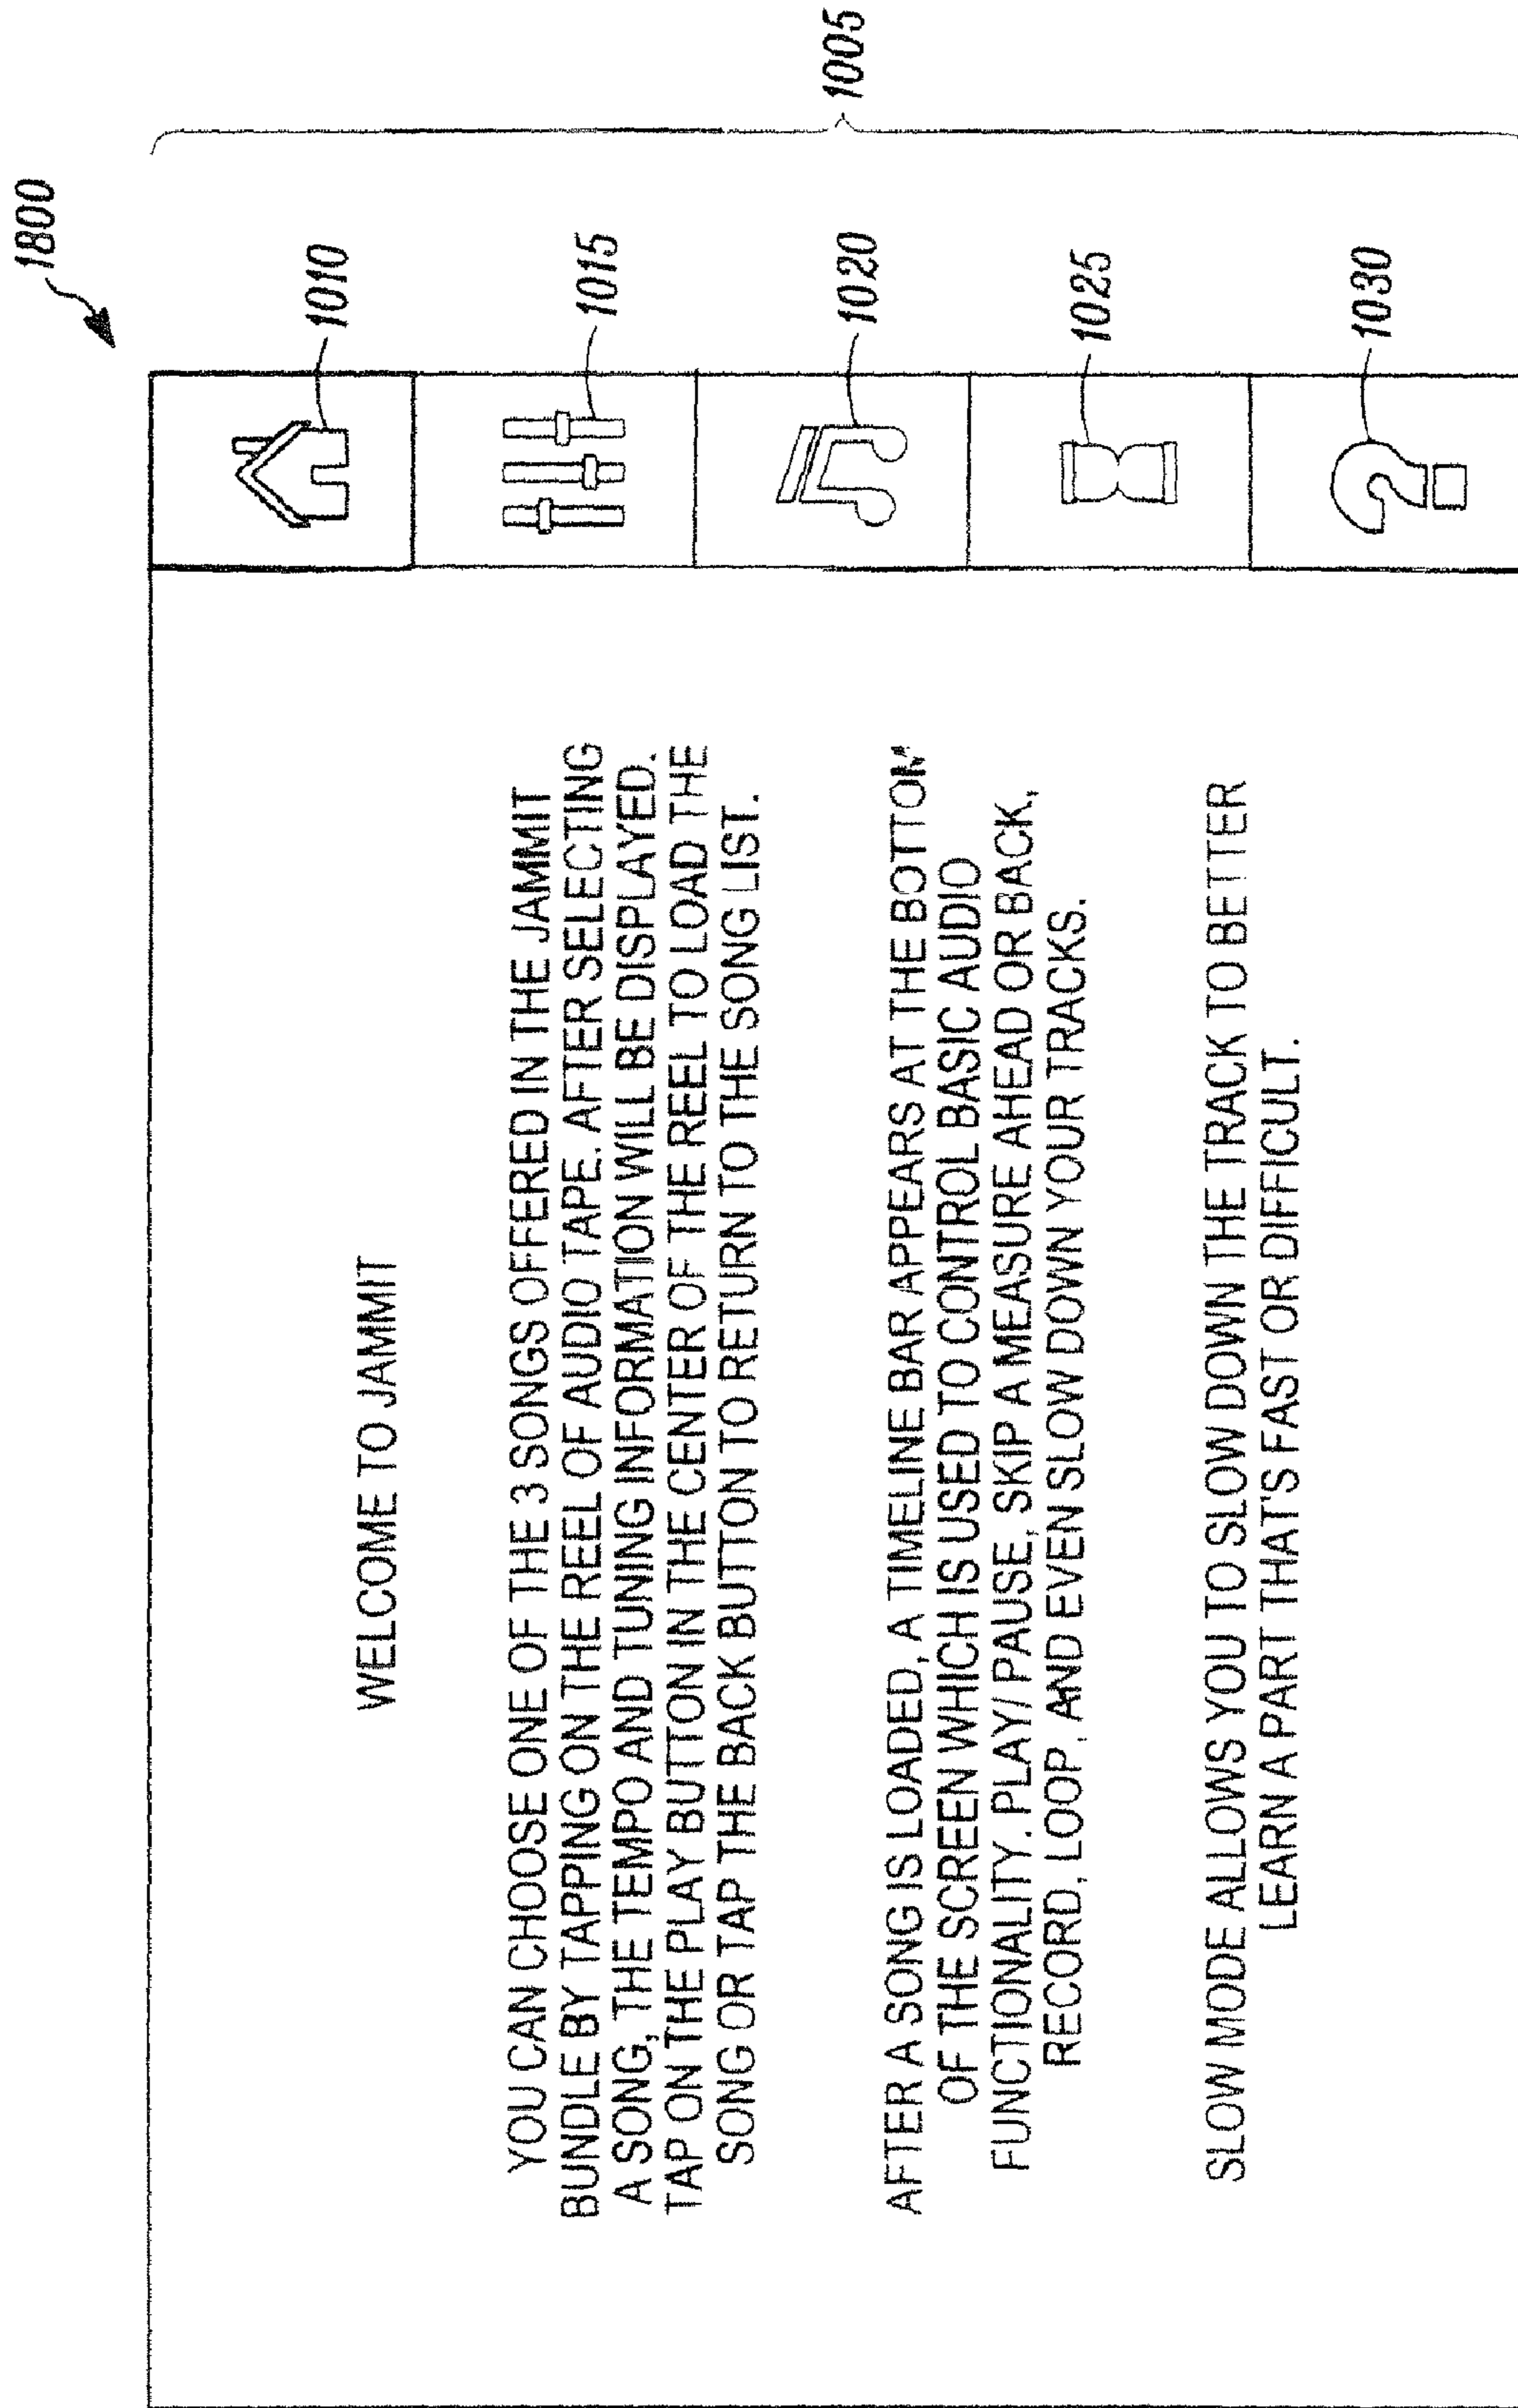 1800
1005
1010
1015
1020
1025
1030
WELCOME TO JAMMIT
YOU CAN CHOOSE ONE OF THE 3 SONGS OFFERED IN THE JAMMIT
BUNDLE BY TAPPING ON THE REEL OF AUDIO TAPE. AFTER SELECTING
A SONG, THE TEMPO AND TUNING INFORMATION WILL BE DISPLAYED.
TAP ON THE PLAY BUTTON IN THE CENTER OF THE REEL TO LOAD THE
SONG OR TAP THE BACK BUTTON TO RETURN TO THE SONG LIST.
AFTER A SONG IS LOADED, A TIMELINE BAR APPEARS AT THE BOTTOM
OF THE SCREEN WHICH IS USED TO CONTROL BASIC AUDIO
FUNCTIONALITY. PLAY/ PAUSE, SKIP A MEASURE AHEAD OR BACK,
RECORD, LOOP, AND EVEN SLOW DOWN YOUR TRACKS.
SLOW MODE ALLOWS YOU TO SLOW DOWN THE TRACK TO BETTER
LEARN A PART THAT'S FAST OR DIFFICULT.